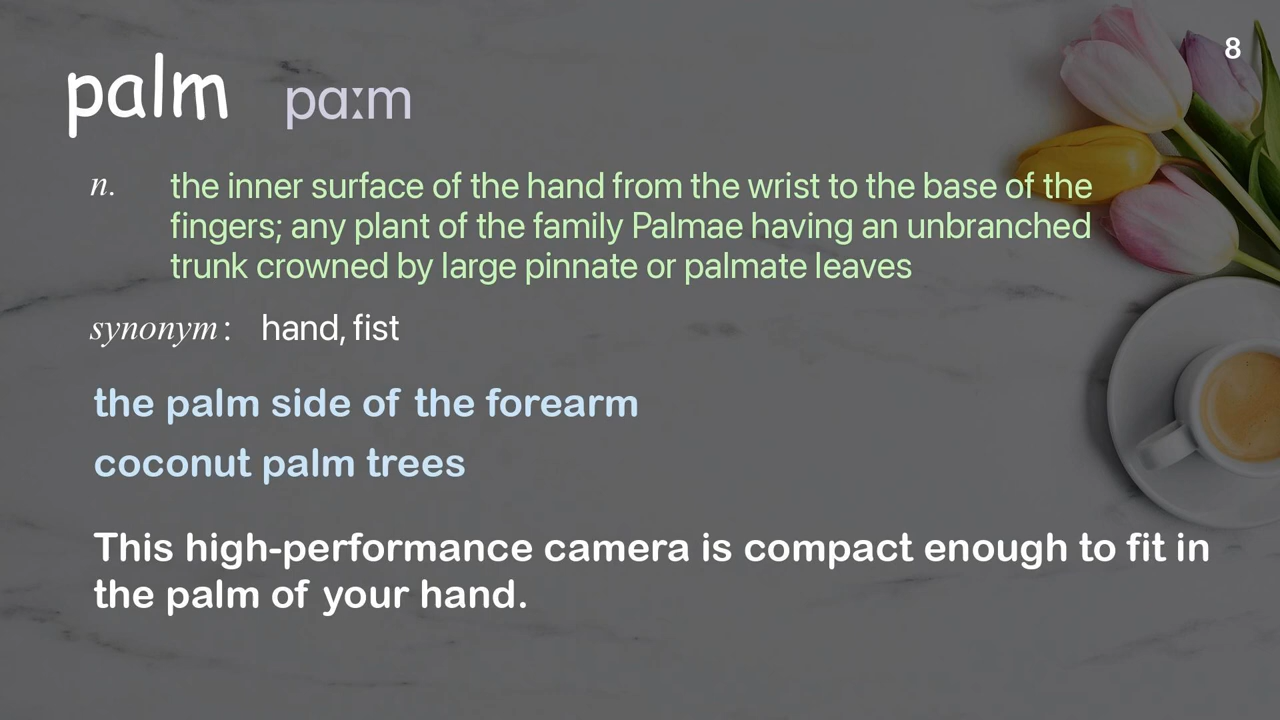 8
palm pɑːm
n. the inner surface of the hand from the wrist to the base of the
fingers; any plant of the family Palmae having an unbranched
trunk crowned by large pinnate or palmate leaves
synonym: hand, fist
the palm side of the forearm
coconut palm trees
This high-performance camera is compact enough to fit in
the palm of your hand.